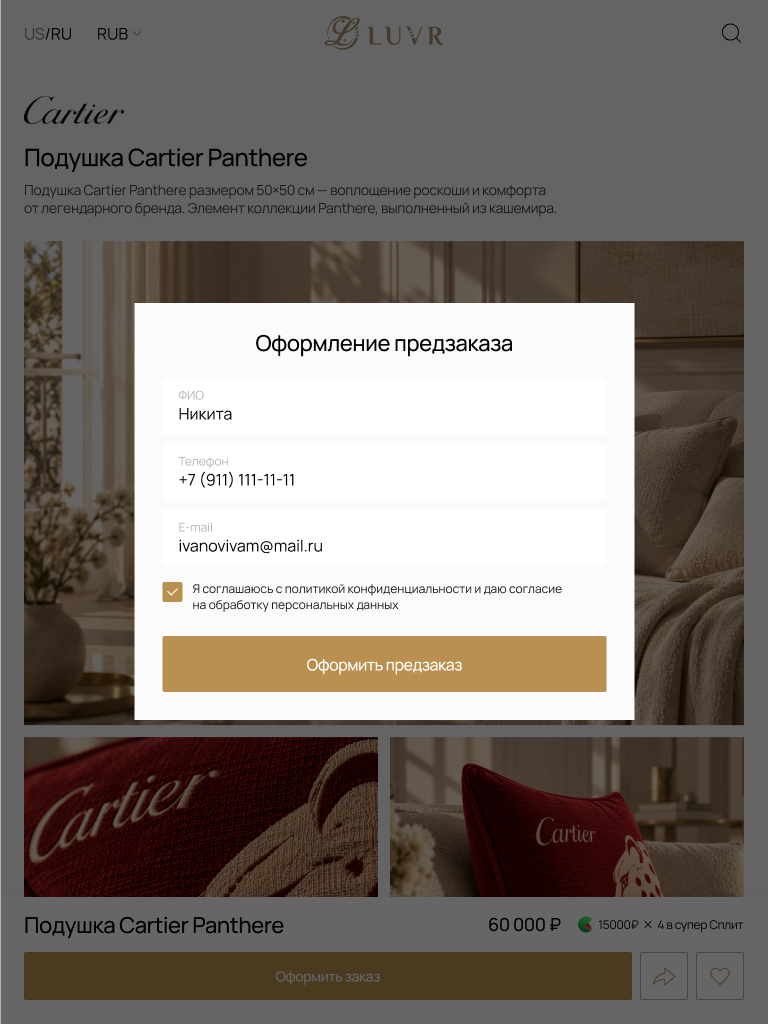 US/RU
RUB
LUVR
Cartier
Подушка Cartier Panthere
Подушка Cartier Panthere размером 50×50 см — воплощение роскоши и комфорта
от легендарного бренда. Элемент коллекции Panthere, выполненный из кашемира.
Оформление предзаказа
ФИО
Никита
Телефон
+7 (911) 111-11-11
E-mail
ivanovivam@mail.ru
Я соглашаюсь с политикой конфиденциальности и даю согласие
на обработку персональных данных
Оформить предзаказ
Cartier
Cartier
Подушка Cartier Panthere
60 000 ₽
15000₽ × 4 в супер Сплит
Оформить заказ